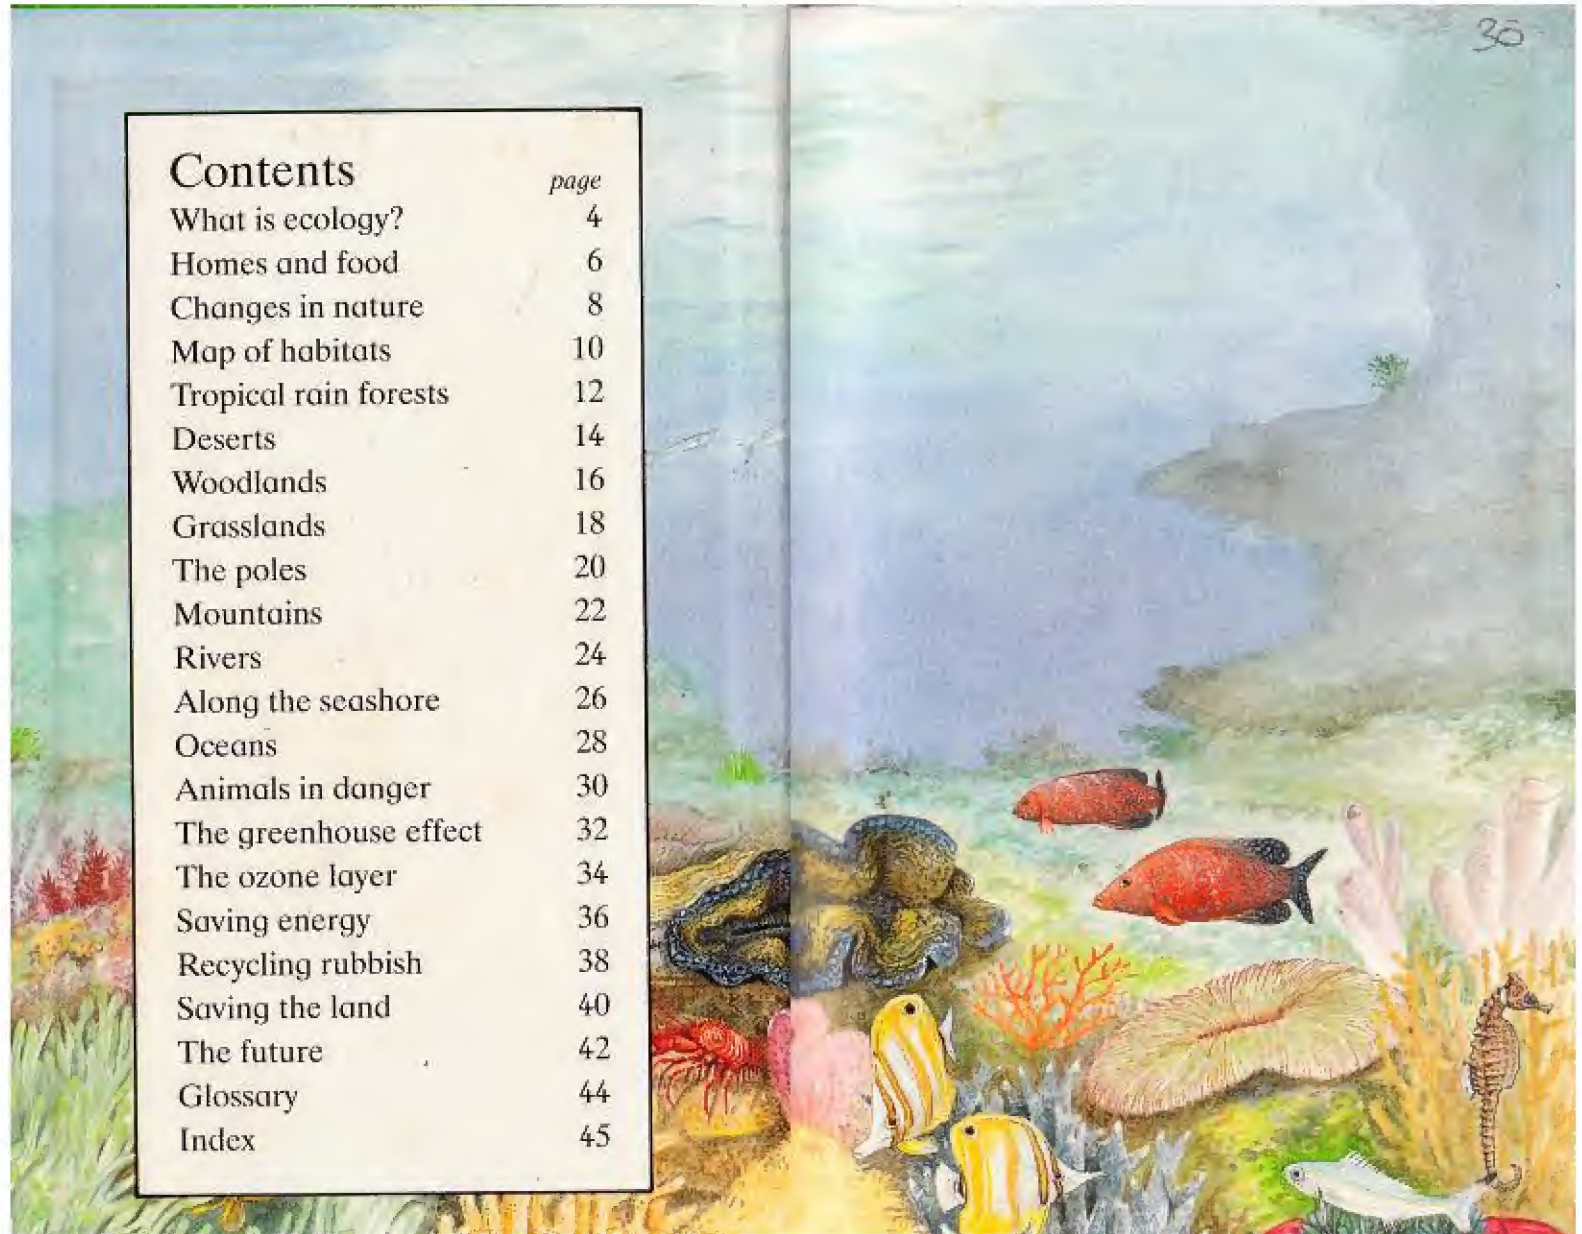 30
Contents page
What is ecology? 4
Homes and food 6
Changes in nature 8
Map of habitats 10
Tropical rain forests 12
Deserts 14
Woodlands 16
Grasslands 18
The poles 20
Mountains 22
Rivers 24
Along the seashore 26
Oceans 28
Animals in danger 30
The greenhouse effect 32
The ozone layer 34
Saving energy 36
Recycling rubbish 38
Saving the land 40
The future 42
Glossary 44
Index 45